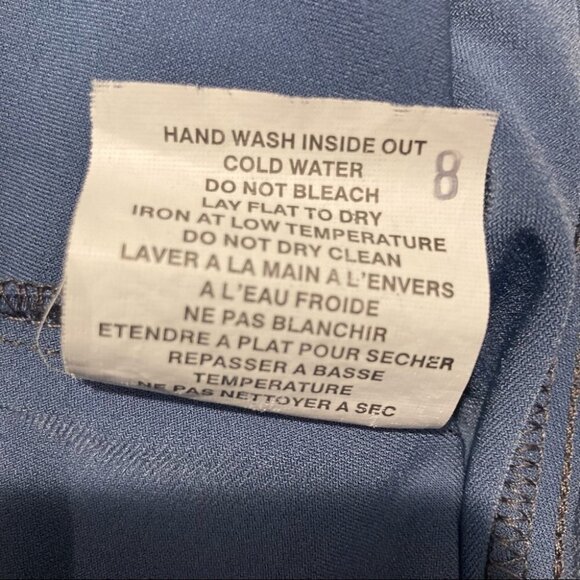 HAND WASH INSIDE OUT
COLD WATER
8
DO NOT BLEACH
LAY FLAT TO DRY
IRON AT LOW TEMPERATURE
DO NOT DRY CLEAN
LAVER A LA MAIN A L'ENVERS
A L'EAU FROIDE
NE PAS BLANCHIR
ETENDRE A PLAT POUR SECHER
REPASSER A BASSE
TEMPERATURE
NE PAS NETTOYER A SEC